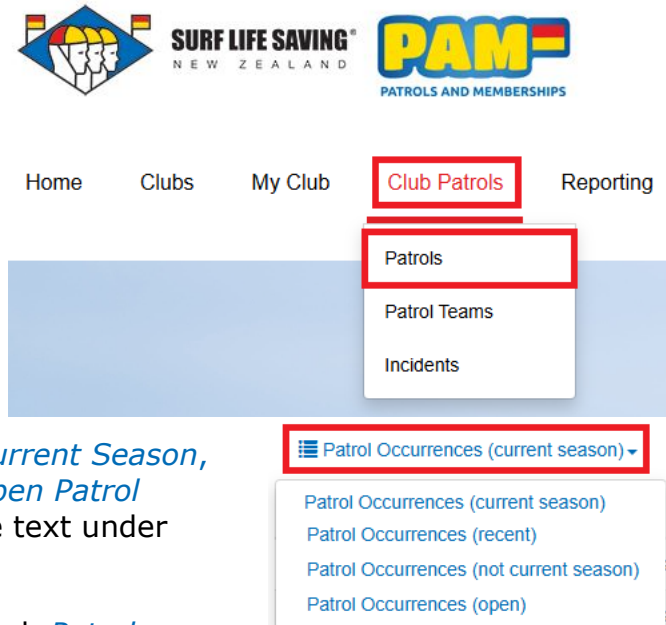 SURF LIFE SAVING®
NEW ZEALAND
PAM
PATROLS AND MEMBERSHIPS
Home Clubs My Club Club Patrols Reporting
Patrols
Patrol Teams
Incidents
urrent Season,
pen Patrol
e text under
Patrol Occurrences (current season)
Patrol Occurrences (current season)
Patrol Occurrences (recent)
Patrol Occurrences (not current season)
Patrol Occurrences (open)